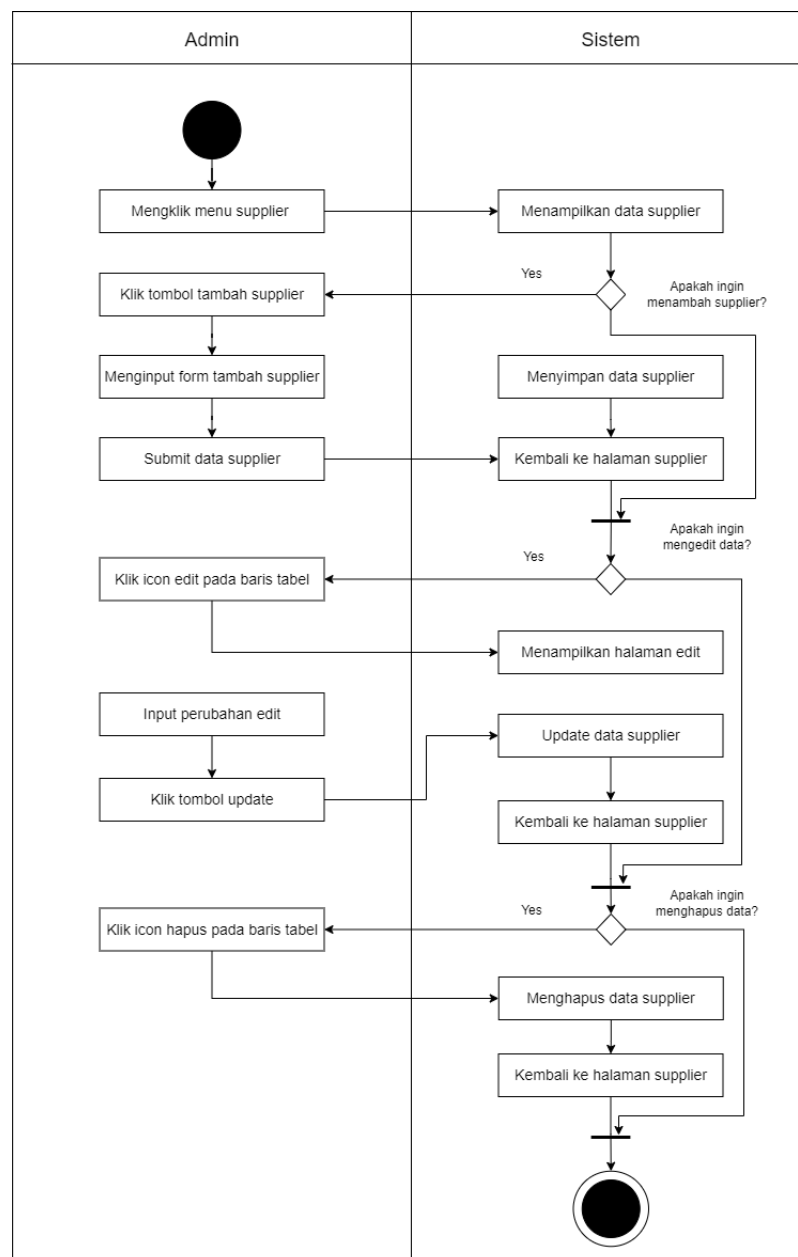 Admin
Sistem
Mengklik menu supplier
Menampilkan data supplier
Yes
Apakah ingin
menambah supplier?
Klik tombol tambah supplier
Menginput form tambah supplier
Menyimpan data supplier
Submit data supplier
Kembali ke halaman supplier
Apakah ingin
mengedit data?
Yes
Klik icon edit pada baris tabel
Menampilkan halaman edit
Input perubahan edit
Update data supplier
Klik tombol update
Kembali ke halaman supplier
Apakah ingin
menghapus data?
Yes
Klik icon hapus pada baris tabel
Menghapus data supplier
Kembali ke halaman supplier